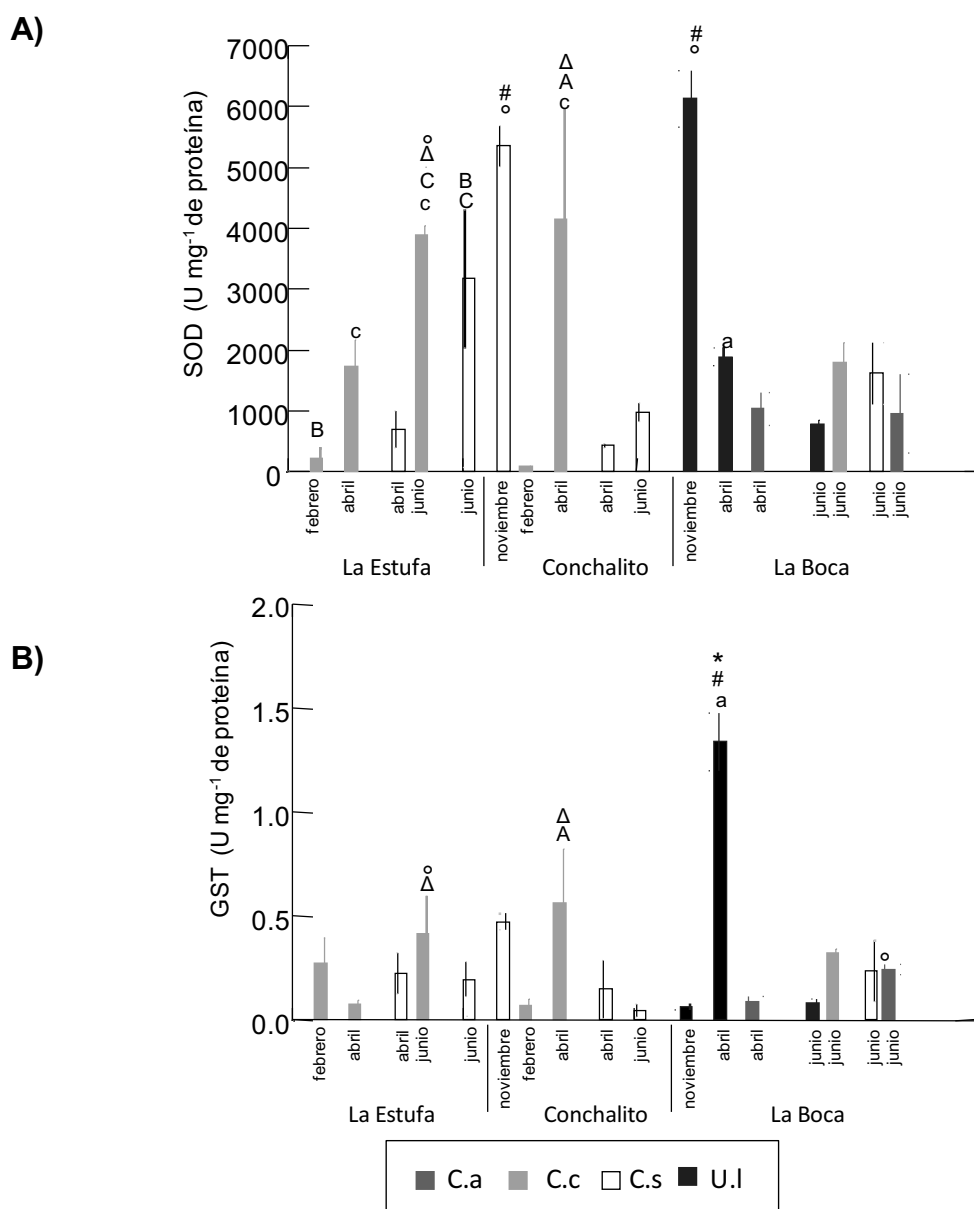 A)
SOD (U mg⁻¹ de proteína)
7000
6000
5000
4000
3000
2000
1000
0
B
c
°
Δ
C
c
B
C
#
°
Δ
A
c
#
°
a
febrero
abril
abril
junio
junio
noviembre
febrero
abril
abril
junio
noviembre
abril
abril
junio
junio
junio
junio
La Estufa
Conchalito
La Boca
B)
GST (U mg⁻¹ de proteína)
2.0
1.5
1.0
0.5
0.0
°
Δ
Δ
A
*
#
a
°
febrero
abril
abril
junio
junio
noviembre
febrero
abril
abril
junio
noviembre
abril
abril
junio
junio
junio
junio
La Estufa
Conchalito
La Boca
C.a C.c C.s U.l